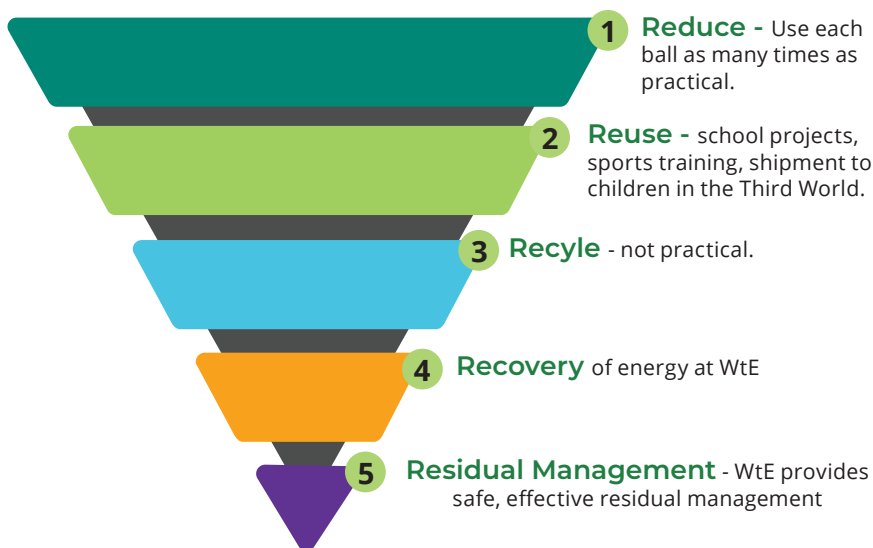 1 Reduce - Use each
ball as many times as
practical.
2 Reuse - school projects,
sports training, shipment to
children in the Third World.
3 Recyle - not practical.
4 Recovery of energy at WtE
5 Residual Management - WtE provides
safe, effective residual management